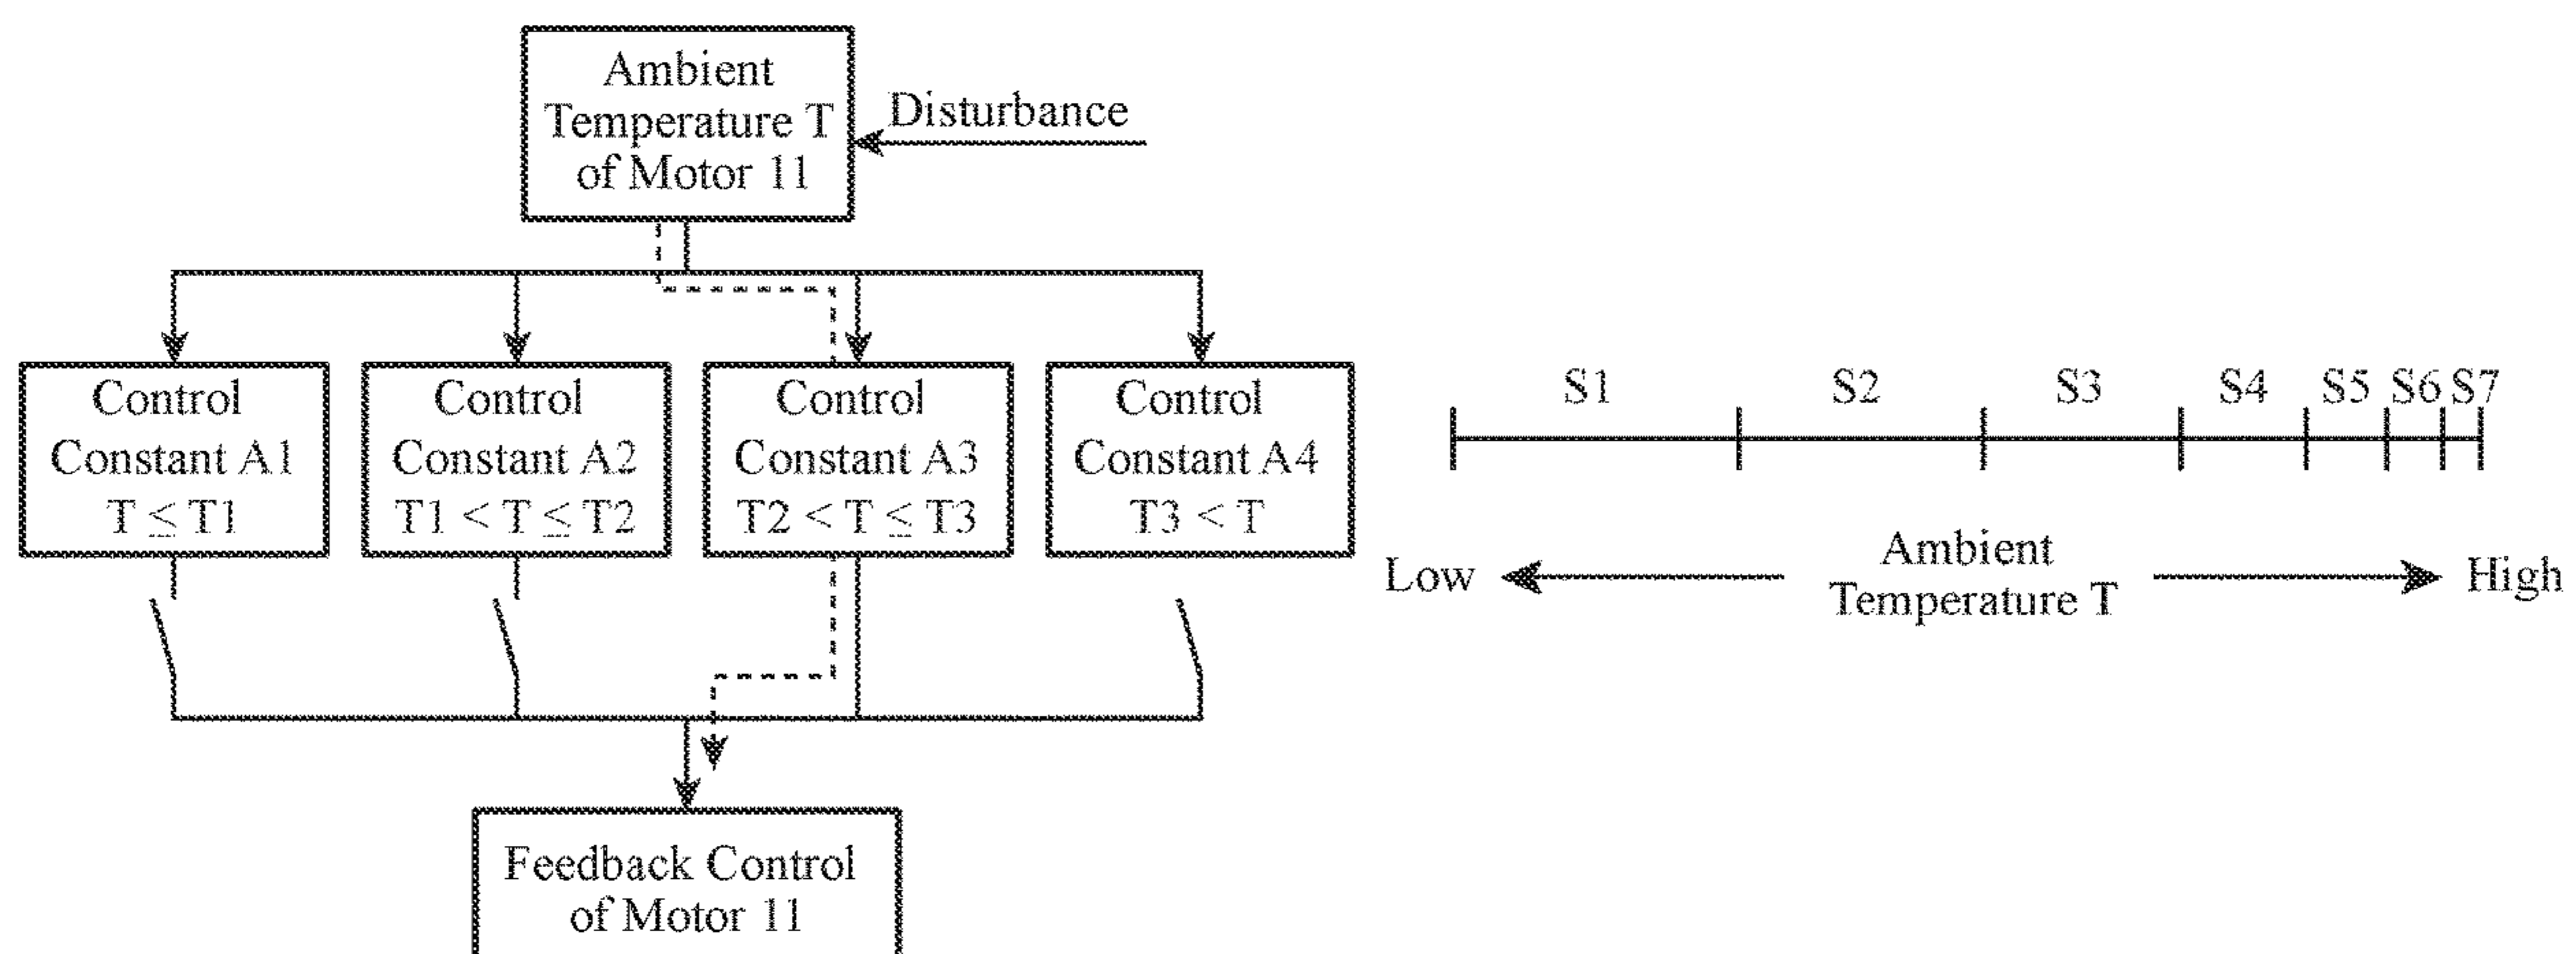 Ambient
Temperature T
of Motor 11
Disturbance
Control
Constant A1
T ≤ T1
Control
Constant A2
T1 < T ≤ T2
Control
Constant A3
T2 < T ≤ T3
Control
Constant A4
T3 < T
Feedback Control
of Motor 11
S1 S2 S3 S4 S5 S6 S7
Low
Ambient
Temperature T
High